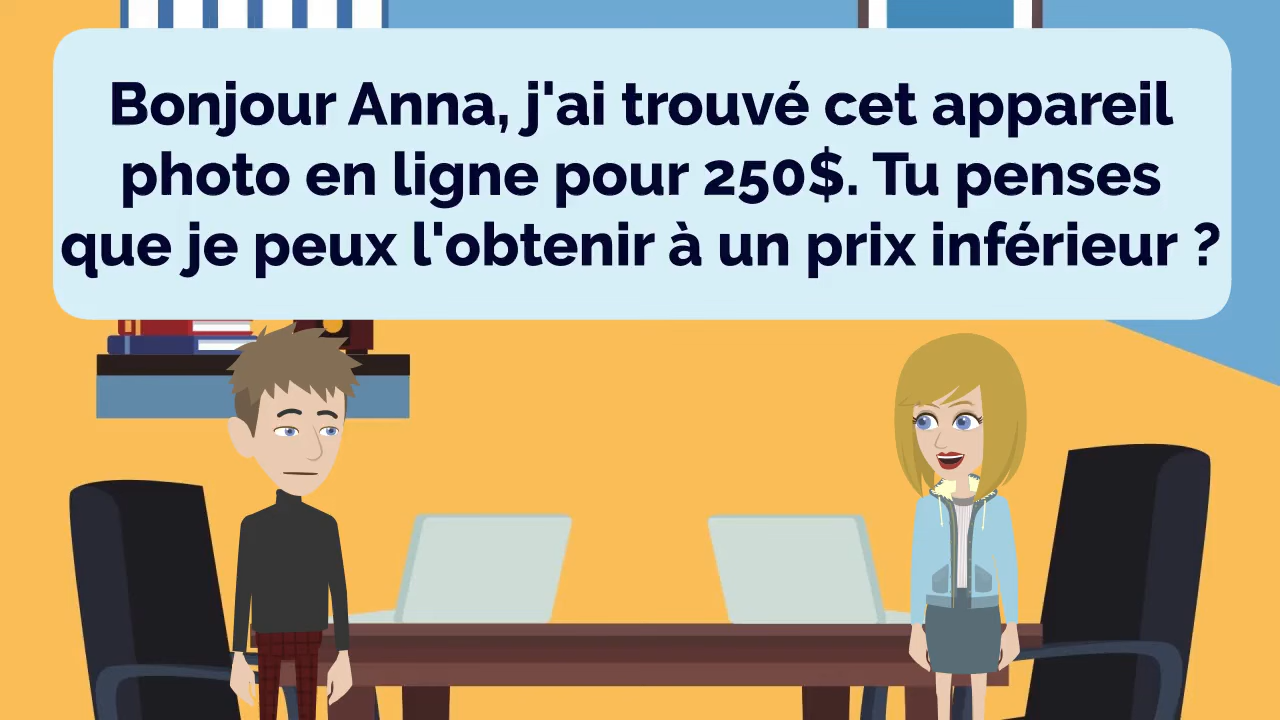 Bonjour Anna, j'ai trouvé cet appareil
photo en ligne pour 250$. Tu penses
que je peux l'obtenir à un prix inférieur ?